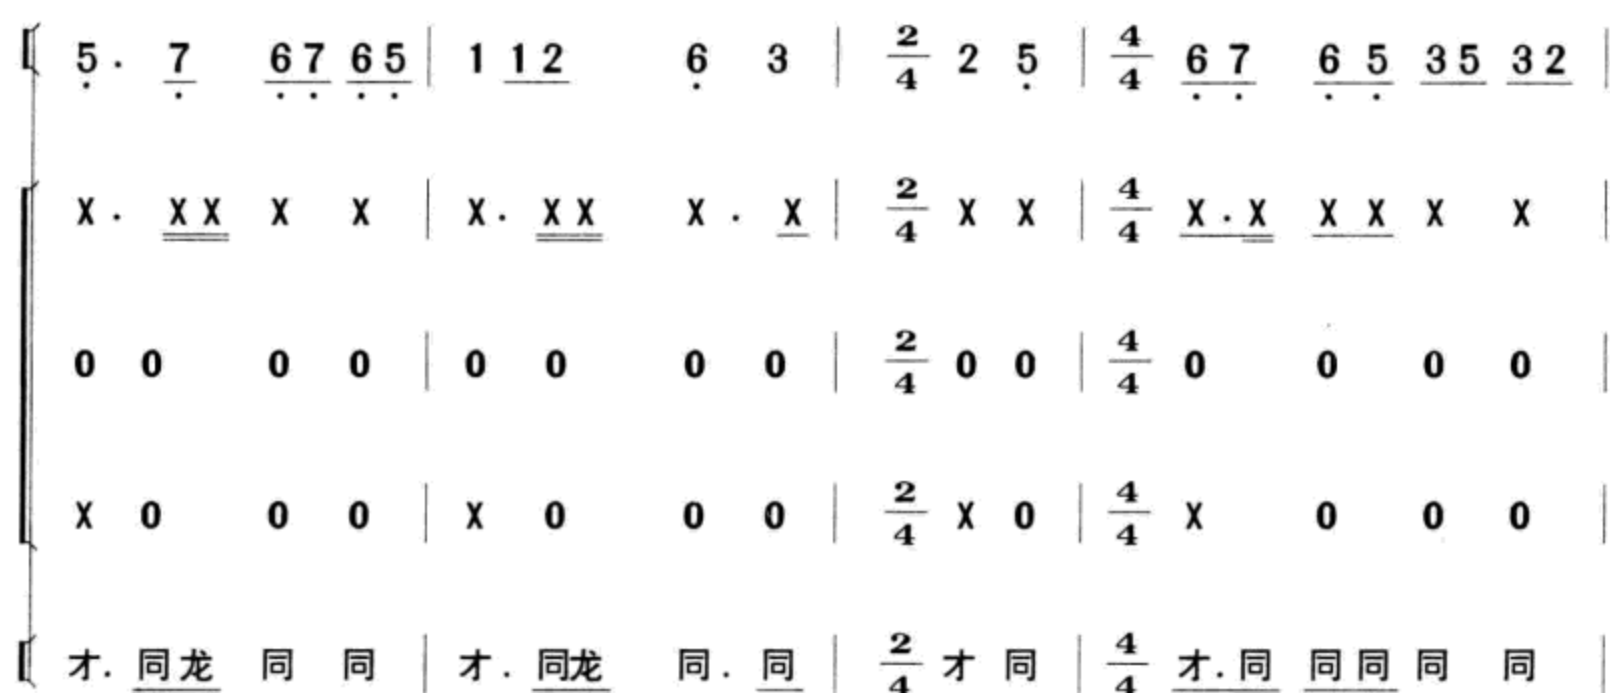 5. 7 67 65 | 1 12 6 3 | 2/4 2 5 | 4/4 67 65 35 32 |
X. XX X X | X. XX X. X | 2/4 X X | 4/4 X.X XX X X |
0 0 0 0 | 0 0 0 0 | 2/4 0 0 | 4/4 0 0 0 0 |
X 0 0 0 | X 0 0 0 | 2/4 X 0 | 4/4 X 0 0 0 |
才. 同龙 同 同 | 才. 同龙 同. 同 | 2/4 才 同 | 4/4 才.同 同同 同 同 |